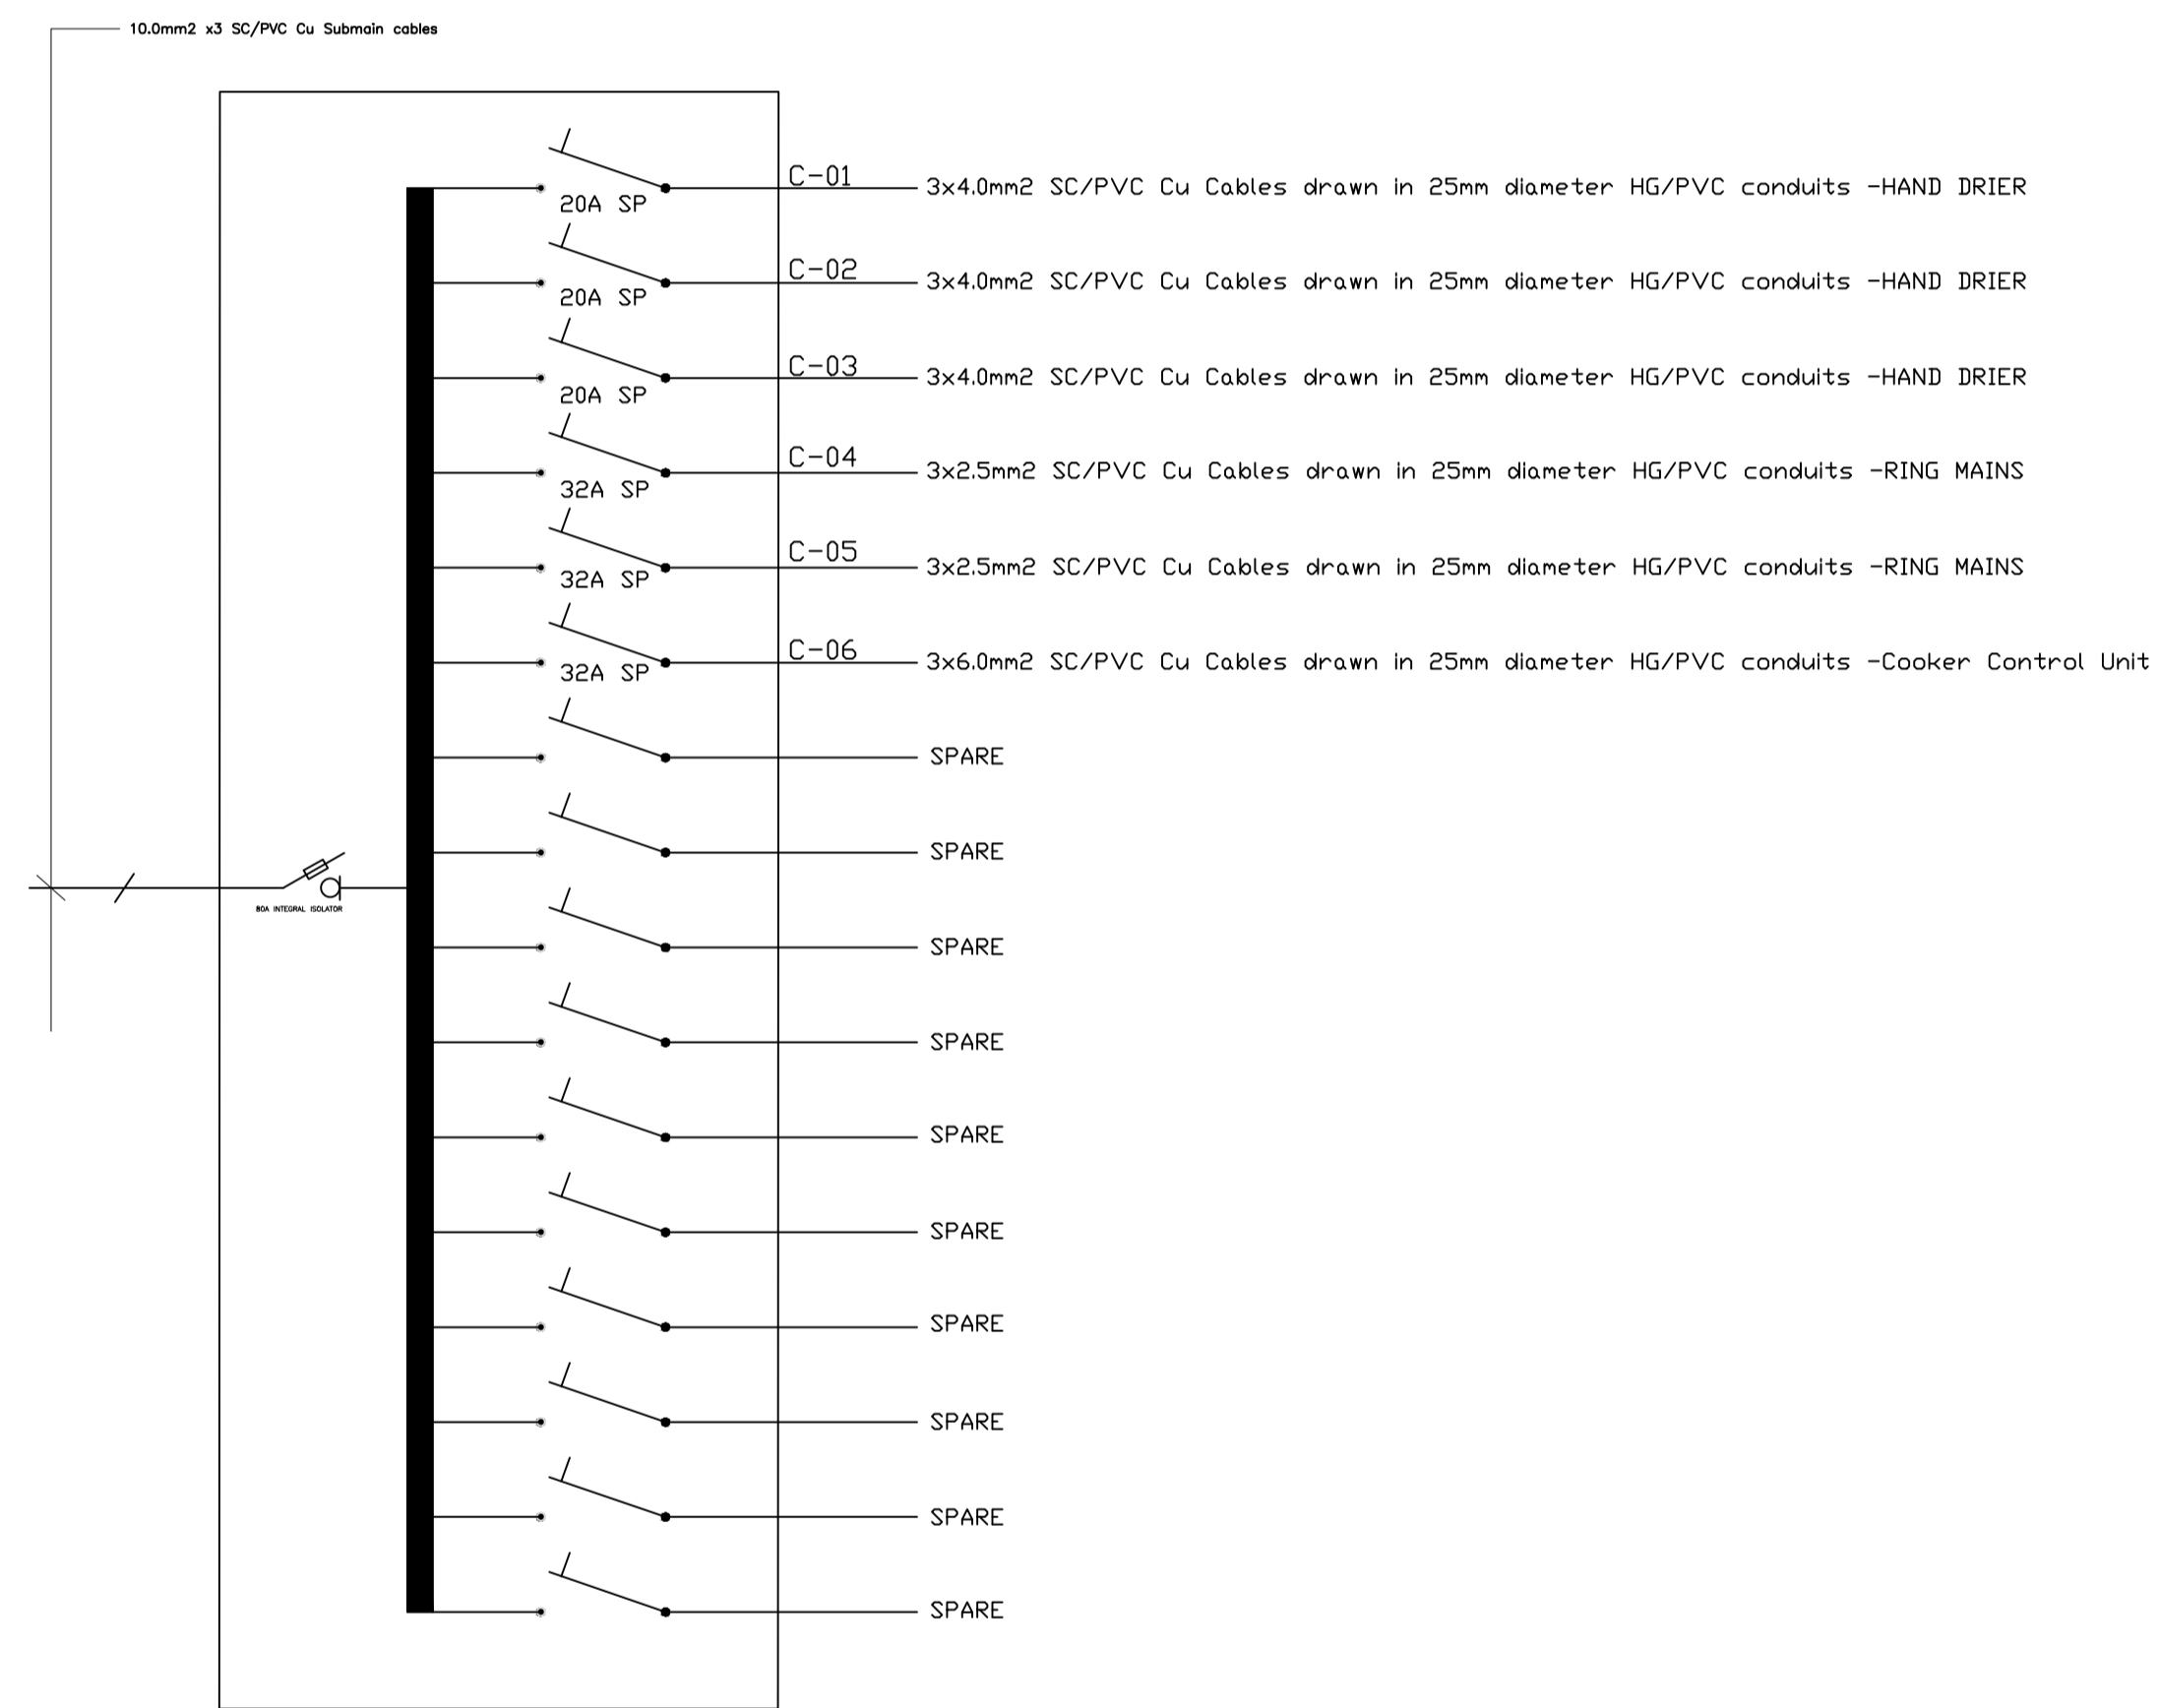 10.0mm2 x3 SC/PVC Cu Submain cables
C-01
3x4.0mm2 SC/PVC Cu Cables drawn in 25mm diameter HG/PVC conduits -HAND DRIER
20A SP
C-02
3x4.0mm2 SC/PVC Cu Cables drawn in 25mm diameter HG/PVC conduits -HAND DRIER
20A SP
C-03
3x4.0mm2 SC/PVC Cu Cables drawn in 25mm diameter HG/PVC conduits -HAND DRIER
20A SP
C-04
3x2.5mm2 SC/PVC Cu Cables drawn in 25mm diameter HG/PVC conduits -RING MAINS
32A SP
C-05
3x2.5mm2 SC/PVC Cu Cables drawn in 25mm diameter HG/PVC conduits -RING MAINS
32A SP
C-06
3x6.0mm2 SC/PVC Cu Cables drawn in 25mm diameter HG/PVC conduits -Cooker Control Unit
32A SP
SPARE
SPARE
80A INTEGRAL ISOLATOR
SPARE
SPARE
SPARE
SPARE
SPARE
SPARE
SPARE
SPARE